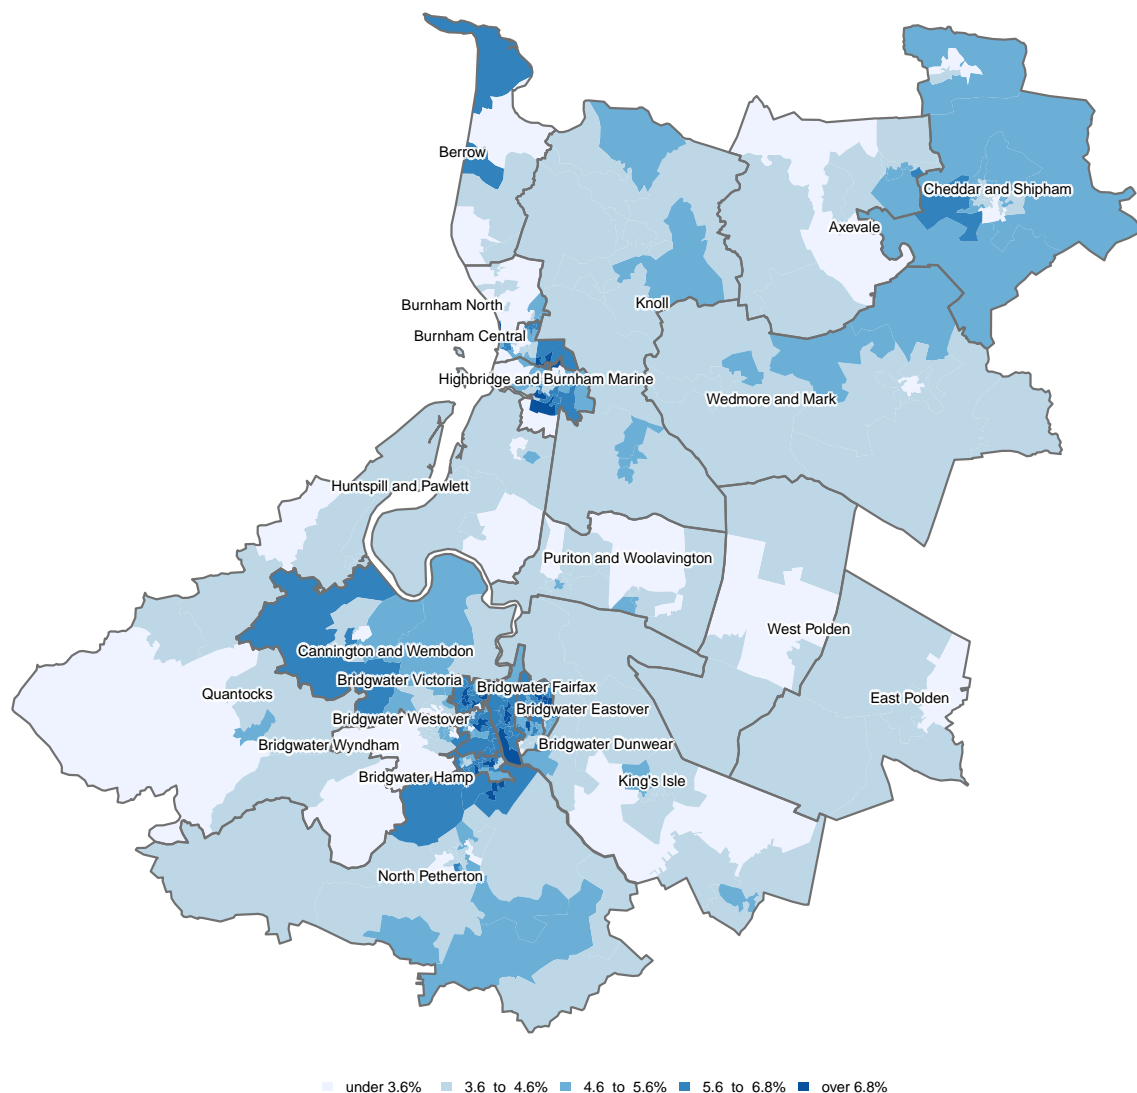 Berrow
Cheddar and Shipham
Axevale
Burnham North
Knoll
Burnham Central
Highbridge and Burnham Marine
Wedmore and Mark
Huntspill and Pawlett
Puriton and Woolavington
West Polden
Cannington and Wembdon
Bridgwater Victoria
Bridgwater Fairfax
Quantocks
East Polden
Bridgwater Eastover
Bridgwater Westover
Bridgwater Wyndham
Bridgwater Dunwear
Bridgwater Hamp
King's Isle
North Petherton
under 3.6% 3.6 to 4.6% 4.6 to 5.6% 5.6 to 6.8% over 6.8%